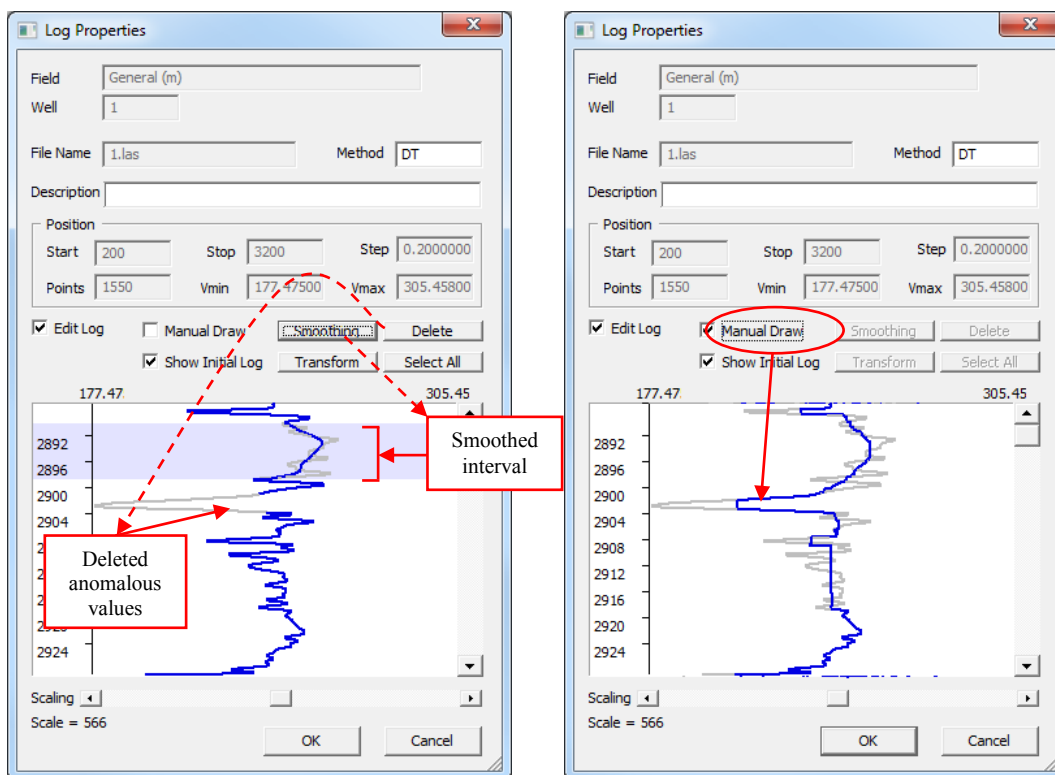 Log Properties
Field General (m)
Well 1
File Name 1.las Method DT
Description
Position
Start 200 Stop 3200 Step 0.2000000
Points 1550 Vmin 177.47500 Vmax 305.45800
Edit Log Manual Draw Smoothing Delete
Show Initial Log Transform Select All
177.47 305.45
2892
2896
2900
2904
2924
Smoothed
interval
Deleted
anomalous
values
Scaling
Scale = 566
OK Cancel
Log Properties
Field General (m)
Well 1
File Name 1.las Method DT
Description
Position
Start 200 Stop 3200 Step 0.2000000
Points 1550 Vmin 177.47500 Vmax 305.45800
Edit Log Manual Draw Smoothing Delete
Show Initial Log Transform Select All
177.47 305.45
2892
2896
2900
2904
2908
2912
2916
2920
2924
Scaling
Scale = 566
OK Cancel